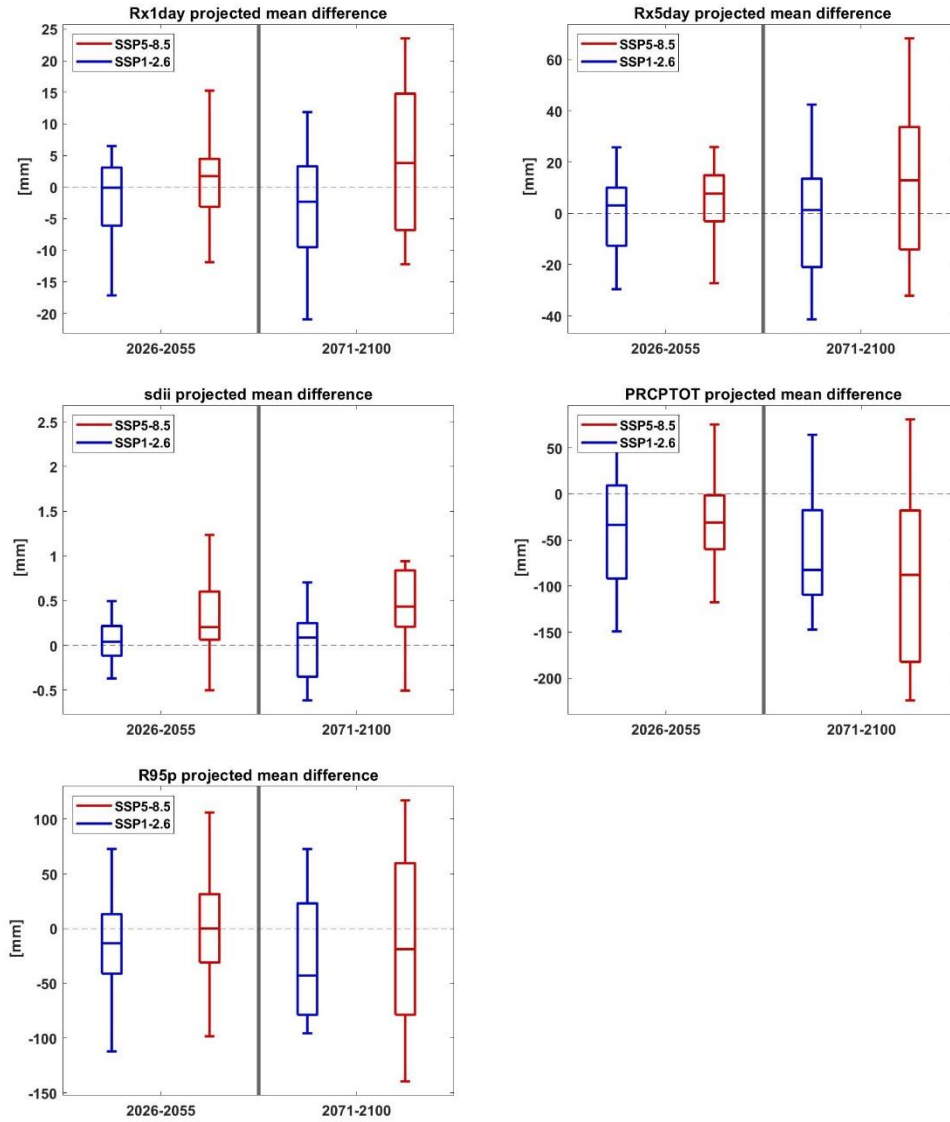 Rx1day projected mean difference
SSP5-8.5
SSP1-2.6
[mm]
25
20
15
10
5
0
-5
-10
-15
-20
2026-2055
2071-2100
Rx5day projected mean difference
SSP5-8.5
SSP1-2.6
[mm]
60
40
20
0
-20
-40
2026-2055
2071-2100
sdii projected mean difference
SSP5-8.5
SSP1-2.6
[mm]
2.5
2
1.5
1
0.5
0
-0.5
2026-2055
2071-2100
PRCPTOT projected mean difference
SSP5-8.5
SSP1-2.6
[mm]
50
0
-50
-100
-150
-200
2026-2055
2071-2100
R95p projected mean difference
SSP5-8.5
SSP1-2.6
[mm]
100
50
0
-50
-100
-150
2026-2055
2071-2100